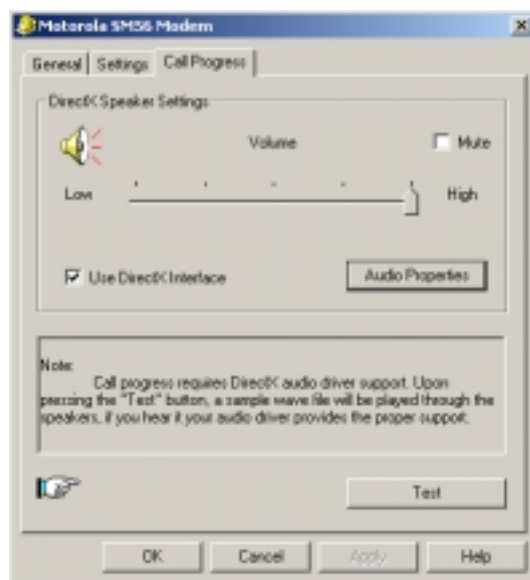 Motorola SM56 Modem
General Settings Call Progress
DirectX Speaker Settings
Volume
Mute
Low
High
Use DirectX Interface
Audio Properties
Note:
Call progress requires DirectX audio driver support. Upon
pressing the "Test" button, a sample wave file will be played through the
speakers, if you hear it your audio driver provides the proper support.
Test
OK Cancel Apply Help